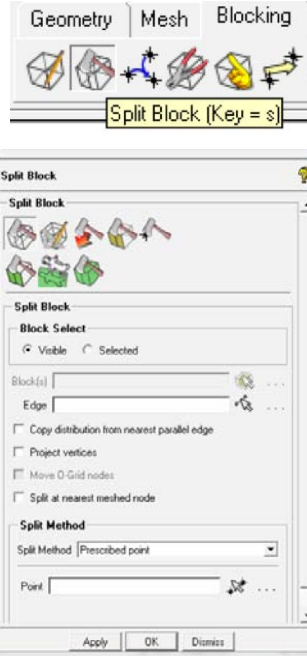 Geometry Mesh Blocking
Split Block (Key = s)
Split Block
Split Block
Split Block
Block Select
Visible Selected
Block(s) ...
Edge ...
Copy distribution from nearest parallel edge
Project vertices
Move O-Grid nodes
Split at nearest meshed node
Split Method
Split Method Prescribed point
Point ...
Apply OK Dismiss